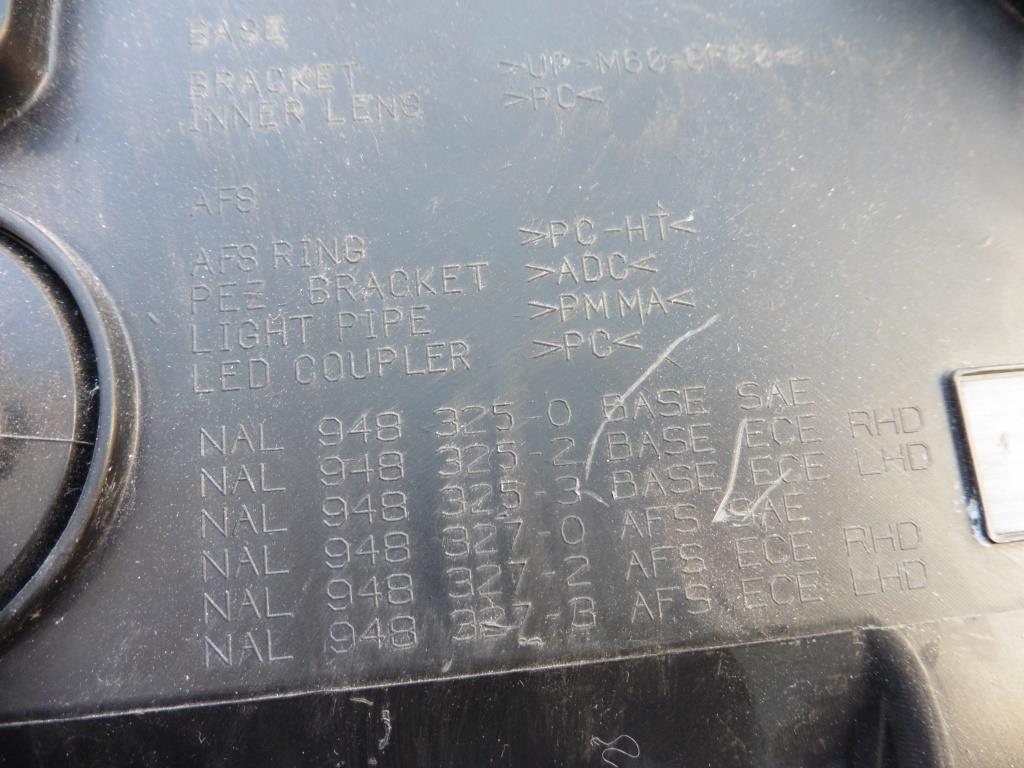 BASE
BRACKET >UP-M60-GF20<
INNER LENS >PC<
AFS
AFS RING >PC-HT<
PEZ BRACKET >ADC<
LIGHT PIPE >PMMA<
LED COUPLER >PC<
NAL 948 325-0 BASE SAE
NAL 948 325-2 BASE ECE RHD
NAL 948 325-3 BASE ECE LHD
NAL 948 327-0 AFS SAE
NAL 948 327-2 AFS ECE RHD
NAL 948 327-3 AFS ECE LHD